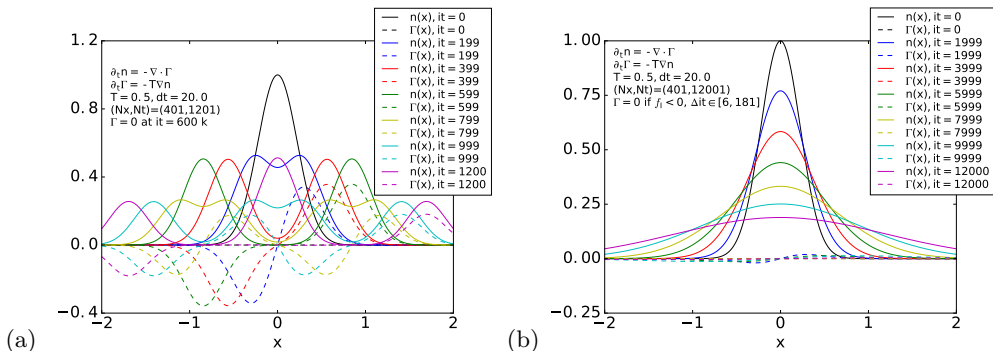 n(x), it = 0
Γ(x), it = 0
n(x), it = 199
Γ(x), it = 199
n(x), it = 399
Γ(x), it = 399
n(x), it = 599
Γ(x), it = 599
n(x), it = 799
Γ(x), it = 799
n(x), it = 999
Γ(x), it = 999
n(x), it = 1200
Γ(x), it = 1200
∂ₜn = -∇ · Γ
∂ₜΓ = -T∇n
T = 0.5, dt = 20.0
(Nx,Nt)=(401,1201)
Γ = 0 at it = 600 k
1.2
0.8
0.4
0.0
−0.4
−2
−1
0
1
2
x
(a)
n(x), it = 0
Γ(x), it = 0
n(x), it = 1999
Γ(x), it = 1999
n(x), it = 3999
Γ(x), it = 3999
n(x), it = 5999
Γ(x), it = 5999
n(x), it = 7999
Γ(x), it = 7999
n(x), it = 9999
Γ(x), it = 9999
n(x), it = 12000
Γ(x), it = 12000
∂ₜn = -∇ · Γ
∂ₜΓ = -T∇n
T = 0.5, dt = 20.0
(Nx,Nt)=(401,12001)
Γ = 0 if f₁ < 0, Δit ∈ [6, 181]
1.00
0.75
0.50
0.25
0.00
−0.25
−2
−1
0
1
2
x
(b)